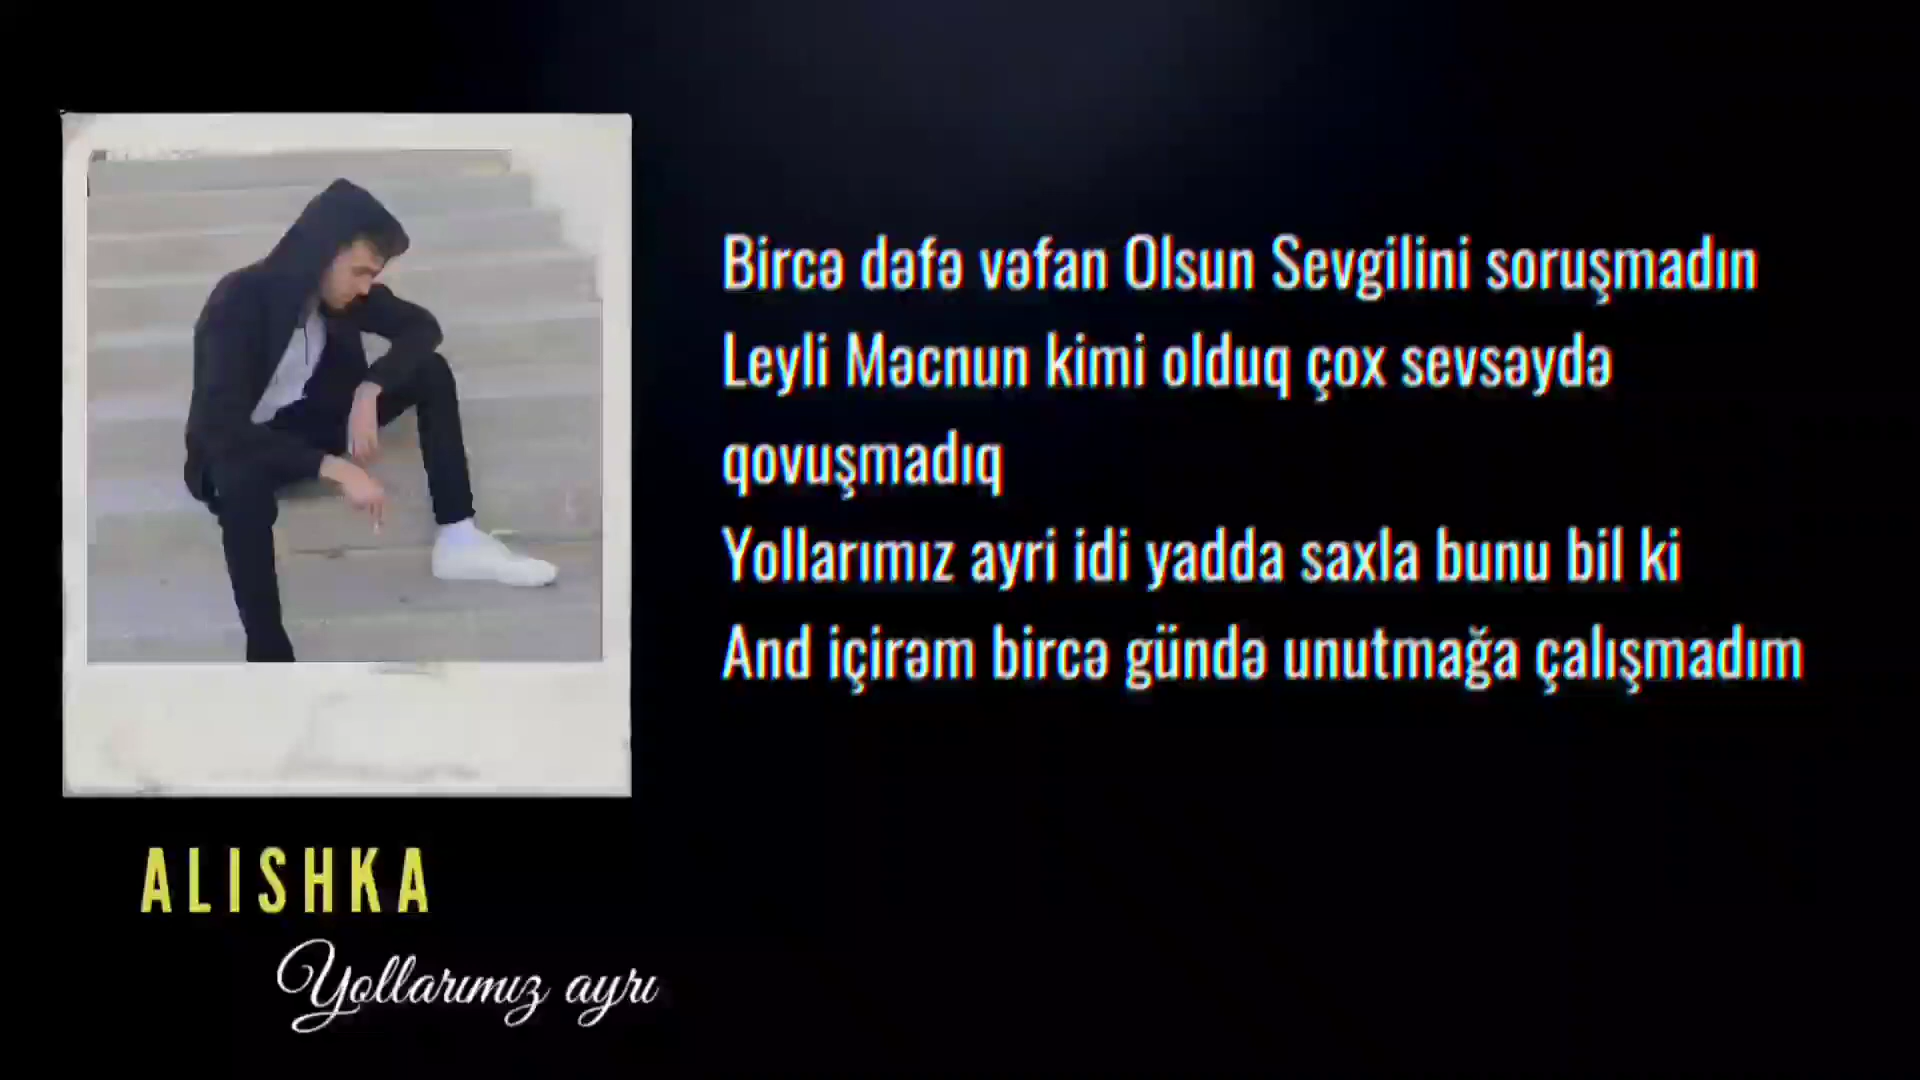 Bircə dəfə vəfan Olsun Sevgilini soruşmadın
Leyli Məcnun kimi olduq çox sevsəydə
qovuşmadıq
Yollarımız ayri idi yadda saxla bunu bil ki
And içirəm bircə gündə unutmağa çalışmadım
ALISHKA
Yollarımız ayrı